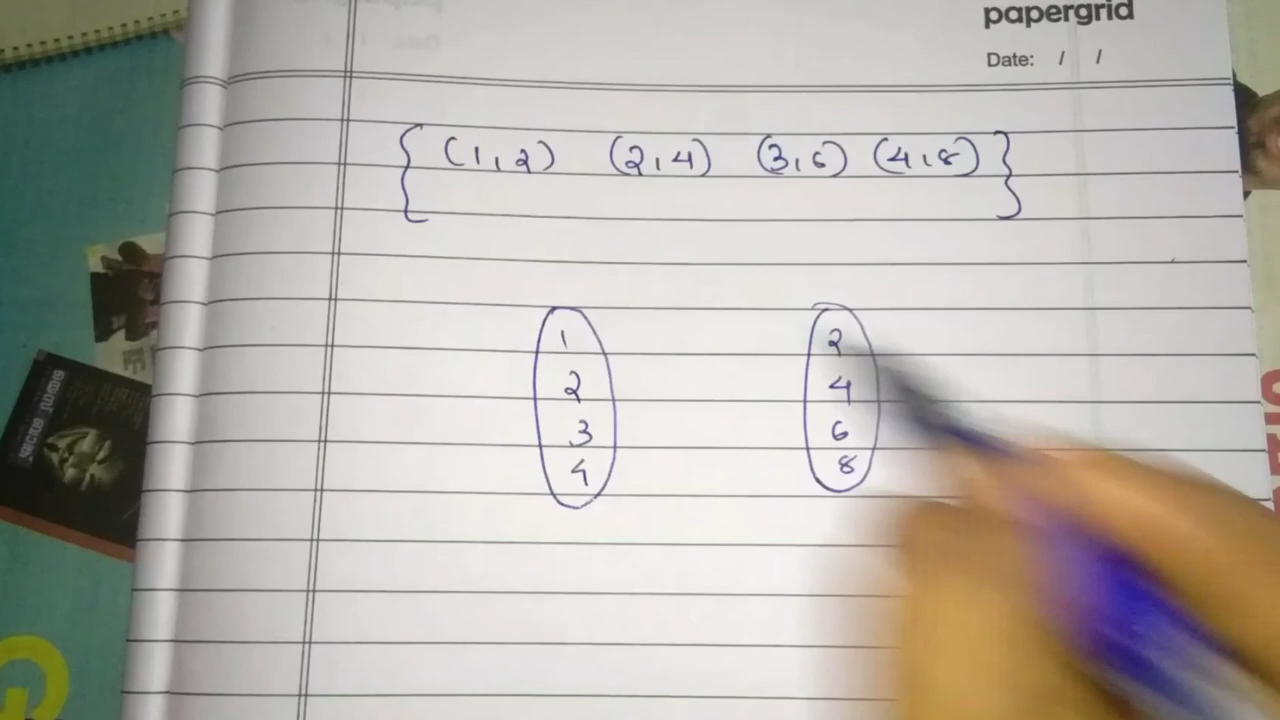 papergrid
Date: / /
{(1,2) (2,4) (3,6) (4,8)}
1 2
2 4
3 6
4 8